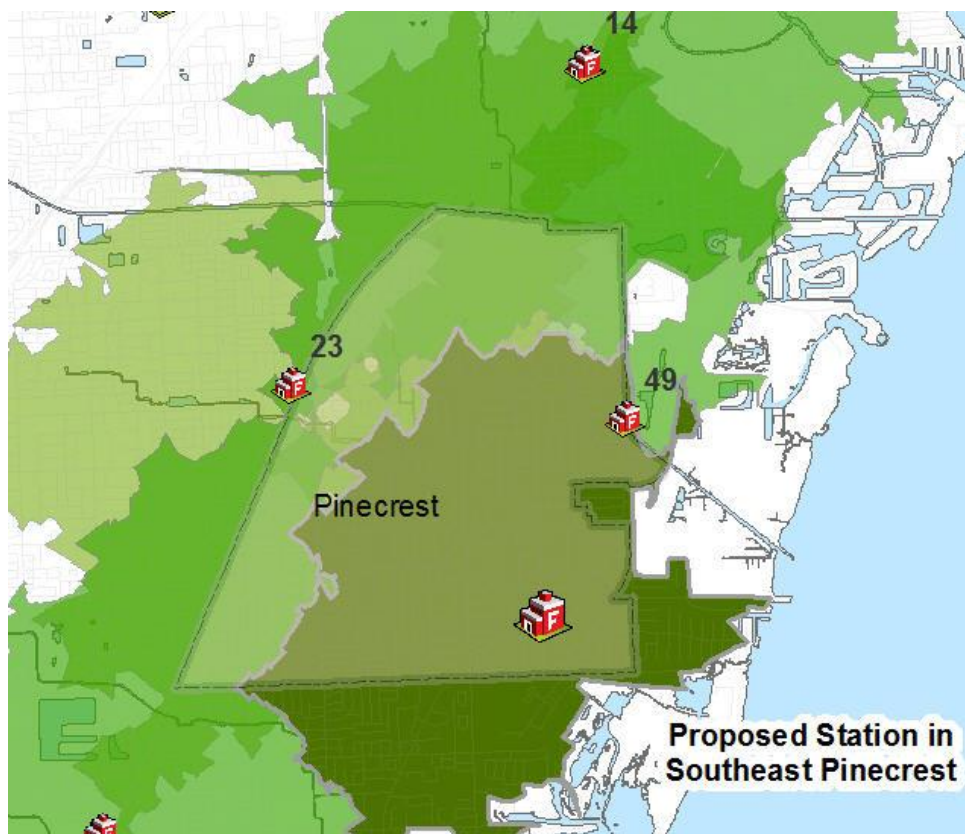 14
23
49
Pinecrest
Proposed Station in
Southeast Pinecrest
F
F
F
F
F